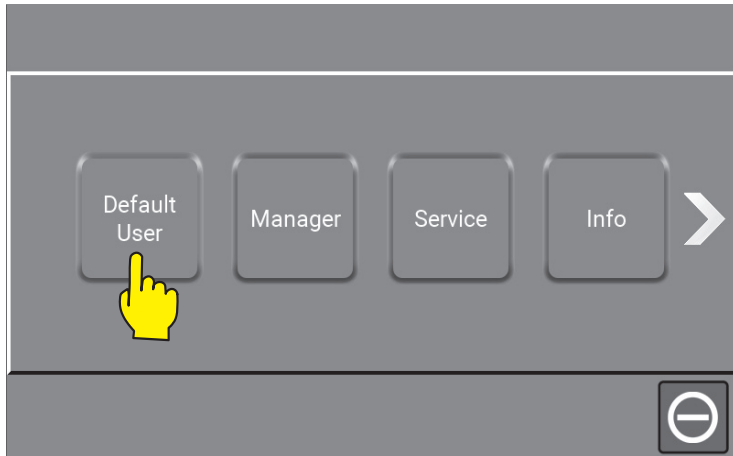 Default
User
Manager
Service
Info